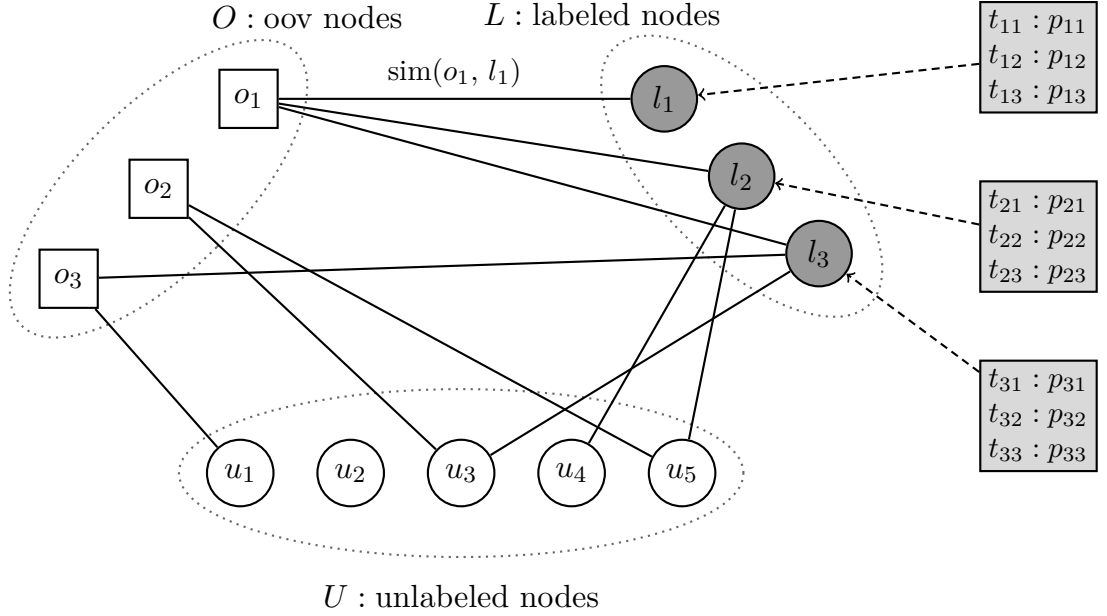 O : oov nodes
L : labeled nodes
sim(o₁, l₁)
o₁
l₁
t₁₁ : p₁₁
t₁₂ : p₁₂
t₁₃ : p₁₃
o₂
l₂
t₂₁ : p₂₁
t₂₂ : p₂₂
t₂₃ : p₂₃
o₃
l₃
t₃₁ : p₃₁
t₃₂ : p₃₂
t₃₃ : p₃₃
u₁ u₂ u₃ u₄ u₅
U : unlabeled nodes